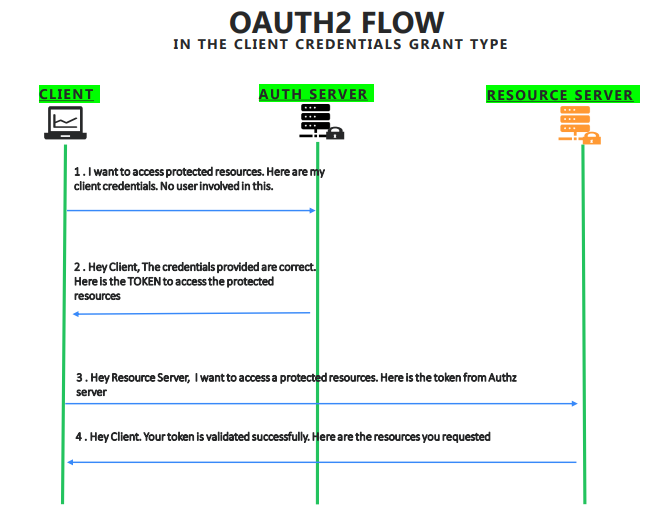 OAUTH2 FLOW
IN THE CLIENT CREDENTIALS GRANT TYPE
CLIENT
AUTH SERVER
RESOURCE SERVER
1 . I want to access protected resources. Here are my
client credentials. No user involved in this.
2 . Hey Client, The credentials provided are correct.
Here is the TOKEN to access the protected
resources
3 . Hey Resource Server, I want to access a protected resources. Here is the token from Authz
server
4 . Hey Client. Your token is validated successfully. Here are the resources you requested